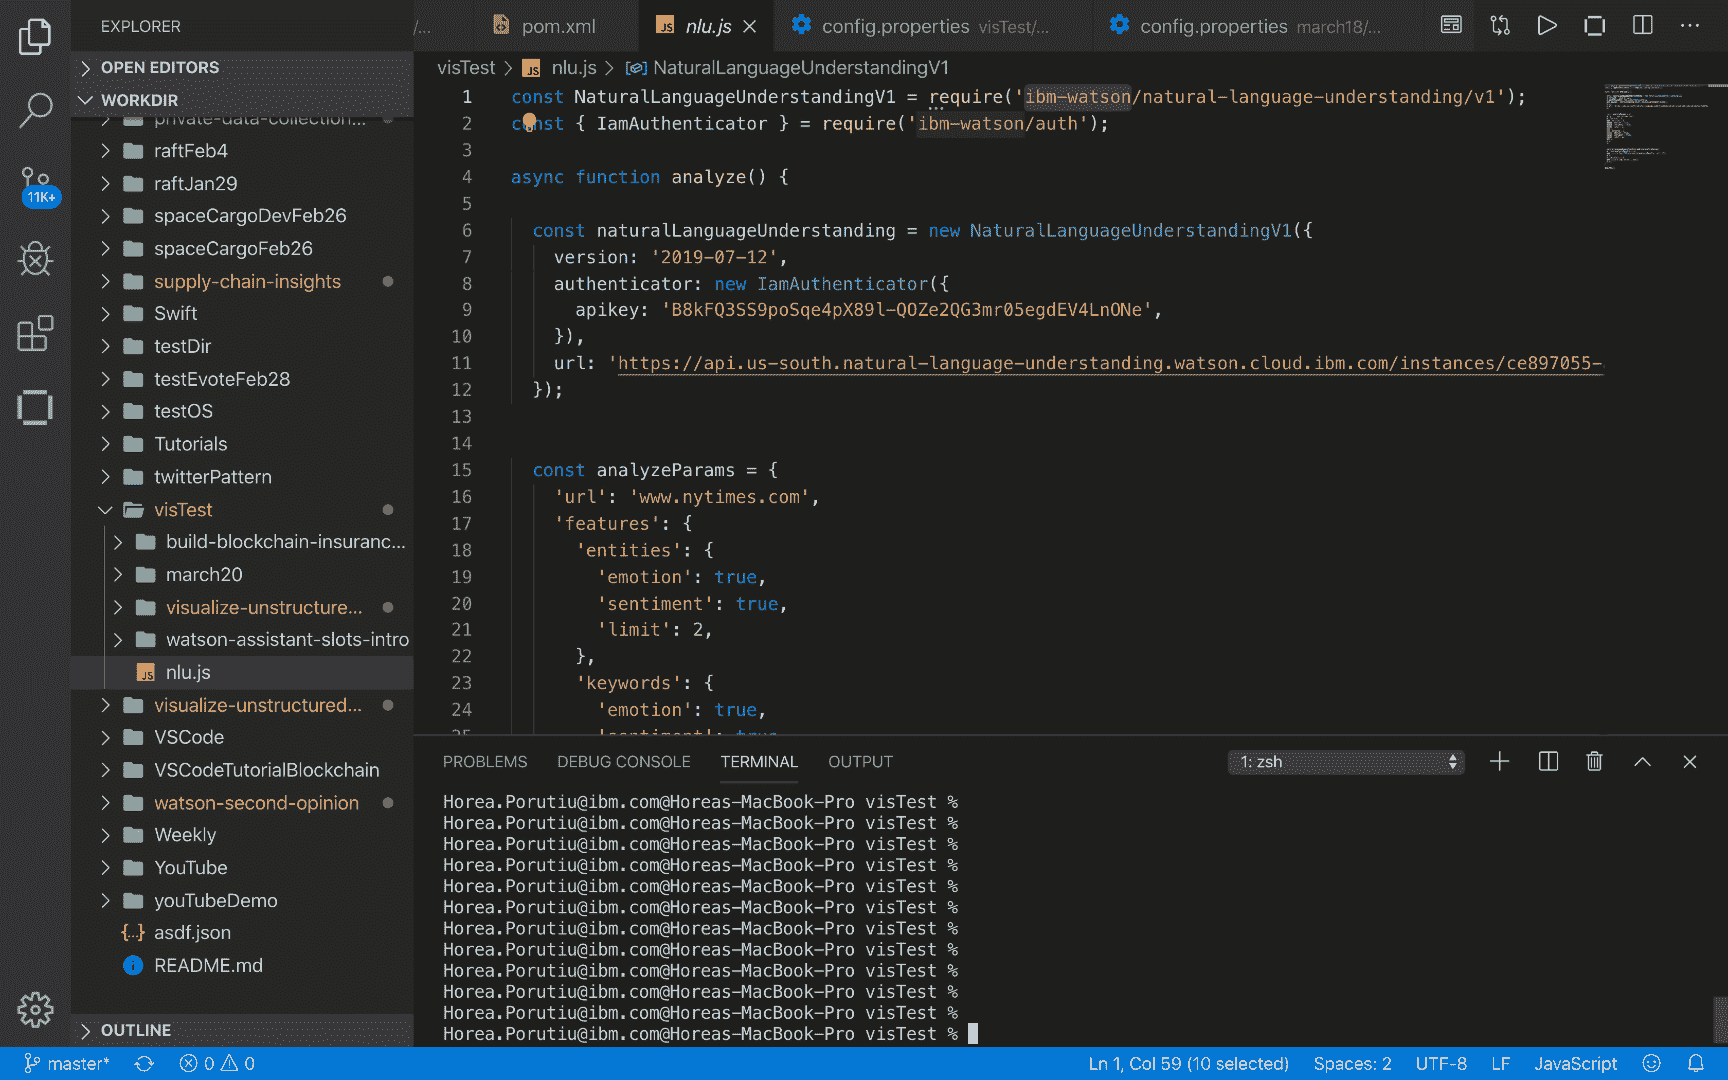 EXPLORER
/...
pom.xml
nlu.js
config.properties visTest/...
config.properties march18/...
OPEN EDITORS
WORKDIR
private-data-collection...
raftFeb4
raftJan29
11K+
spaceCargoDevFeb26
spaceCargoFeb26
supply-chain-insights
Swift
testDir
testEvoteFeb28
testOS
Tutorials
twitterPattern
visTest
build-blockchain-insuranc...
march20
visualize-unstructure...
watson-assistant-slots-intro
JS nlu.js
visualize-unstructured...
VSCode
VSCodeTutorialBlockchain
watson-second-opinion
Weekly
YouTube
youTubeDemo
{..} asdf.json
README.md
OUTLINE
visTest > JS nlu.js > NaturalLanguageUnderstandingV1
1 const NaturalLanguageUnderstandingV1 = require('ibm-watson/natural-language-understanding/v1');
2 const { IamAuthenticator } = require('ibm-watson/auth');
3
4 async function analyze() {
5
6 const naturalLanguageUnderstanding = new NaturalLanguageUnderstandingV1({
7 version: '2019-07-12',
8 authenticator: new IamAuthenticator({
9 apikey: 'B8kFQ3SS9poSqe4pX89l-QOZe2QG3mr05egdEV4LnONe',
10 }),
11 url: 'https://api.us-south.natural-language-understanding.watson.cloud.ibm.com/instances/ce897055-
12 });
13
14
15 const analyzeParams = {
16 'url': 'www.nytimes.com',
17 'features': {
18 'entities': {
19 'emotion': true,
20 'sentiment': true,
21 'limit': 2,
22 },
23 'keywords': {
24 'emotion': true,
25 'sentiment': true
PROBLEMS DEBUG CONSOLE TERMINAL OUTPUT 1: zsh
Horea.Porutiu@ibm.com@Horeas-MacBook-Pro visTest %
Horea.Porutiu@ibm.com@Horeas-MacBook-Pro visTest %
Horea.Porutiu@ibm.com@Horeas-MacBook-Pro visTest %
Horea.Porutiu@ibm.com@Horeas-MacBook-Pro visTest %
Horea.Porutiu@ibm.com@Horeas-MacBook-Pro visTest %
Horea.Porutiu@ibm.com@Horeas-MacBook-Pro visTest %
Horea.Porutiu@ibm.com@Horeas-MacBook-Pro visTest %
Horea.Porutiu@ibm.com@Horeas-MacBook-Pro visTest %
Horea.Porutiu@ibm.com@Horeas-MacBook-Pro visTest %
Horea.Porutiu@ibm.com@Horeas-MacBook-Pro visTest %
Horea.Porutiu@ibm.com@Horeas-MacBook-Pro visTest %
Horea.Porutiu@ibm.com@Horeas-MacBook-Pro visTest %
master* 0 0 Ln 1, Col 59 (10 selected) Spaces: 2 UTF-8 LF JavaScript